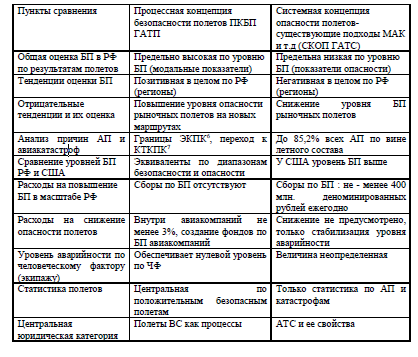 Пункты сравнения
Процессная концепция
безопасности полетов ПКБП
ГАТП
Системная концепция
опасности полетов-
существующие подходы МАК
и т.д (СКОП ГАТС)
Общая оценка БП в РФ
по результатам полетов
Предельно высокая по уровню
БП (модальные показатели)
Предельна низкая по уровню
БП (показатели опасности)
Тенденции оценки БП
Позитивная в целом по РФ
(регионы)
Негативная в целом по РФ
(регионы)
Отрицательные
тенденции и их оценка
Повышение уровня опасности
рыночных полетов на новых
маршрутах
Снижение уровня БП
рыночных полетов
Анализ причин АП и
авиакатастрофф
Границы ЭКПК⁶, переход к
КТКПК⁷
До 85,2% всех АП по вине
летного состава
Сравнение уровней БП
РФ и США
Эквиваленты по диапазонам
безопасности и опасности
У США уровень БП выше
Расходы на повышение
БП в масштабе РФ
Сборы по БП отсутствуют
Сборы по БП : не - менее 400
млн. деноминированных
рублей ежегодно
Расходы на снижение
опасности полетов
Внутри авиакомпаний не
менее 3%, создание фондов по
БП авиакомпаний
Снижение не предусмотрено,
только стабилизация уровня
аварийности
Уровень аварийности по
человеческому фактору
(экипажу)
Обеспечивает нулевой уровень
по ЧФ
Величина неопределенная
Статистика полетов
Центральная по
положительным безопасным
полетам
Только статистика по АП и
катастрофам
Центральная
юридическая категория
Полеты ВС как процессы
АТС и ее свойства